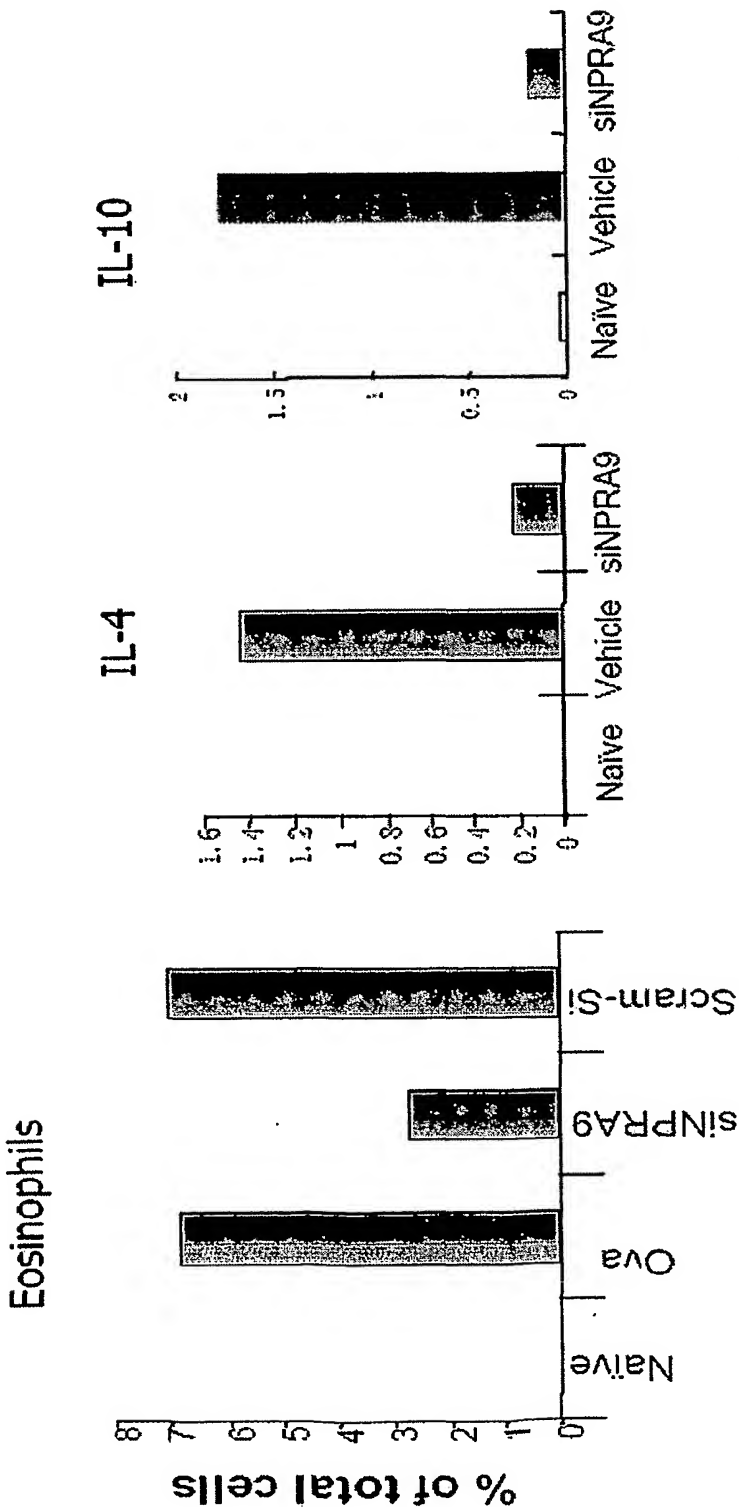 Eosinophils
% of total cells
8
7
6
5
4
3
2
1
0
Naïve
Ova
siNPRA9
Scram-Si
IL-4
1.6
1.4
1.2
1
0.8
0.6
0.4
0.2
0
Naïve Vehicle siNPRA9
IL-10
2
1.5
1
0.5
0
Naïve Vehicle siNPRA9